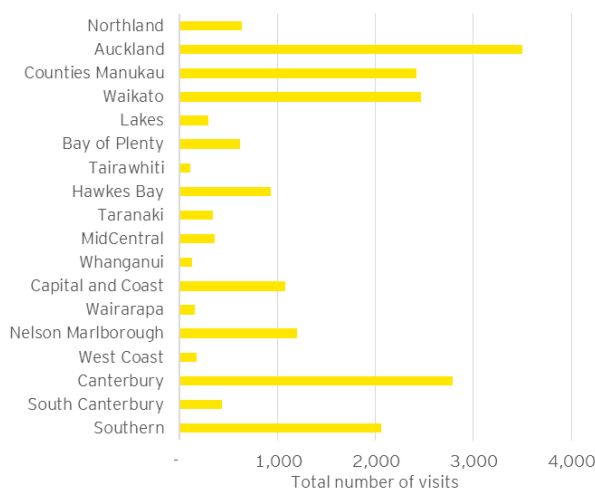 Northland
Auckland
Counties Manukau
Waikato
Lakes
Bay of Plenty
Tairawhiti
Hawkes Bay
Taranaki
MidCentral
Whanganui
Capital and Coast
Wairarapa
Nelson Marlborough
West Coast
Canterbury
South Canterbury
Southern
- 1,000 2,000 3,000 4,000
Total number of visits